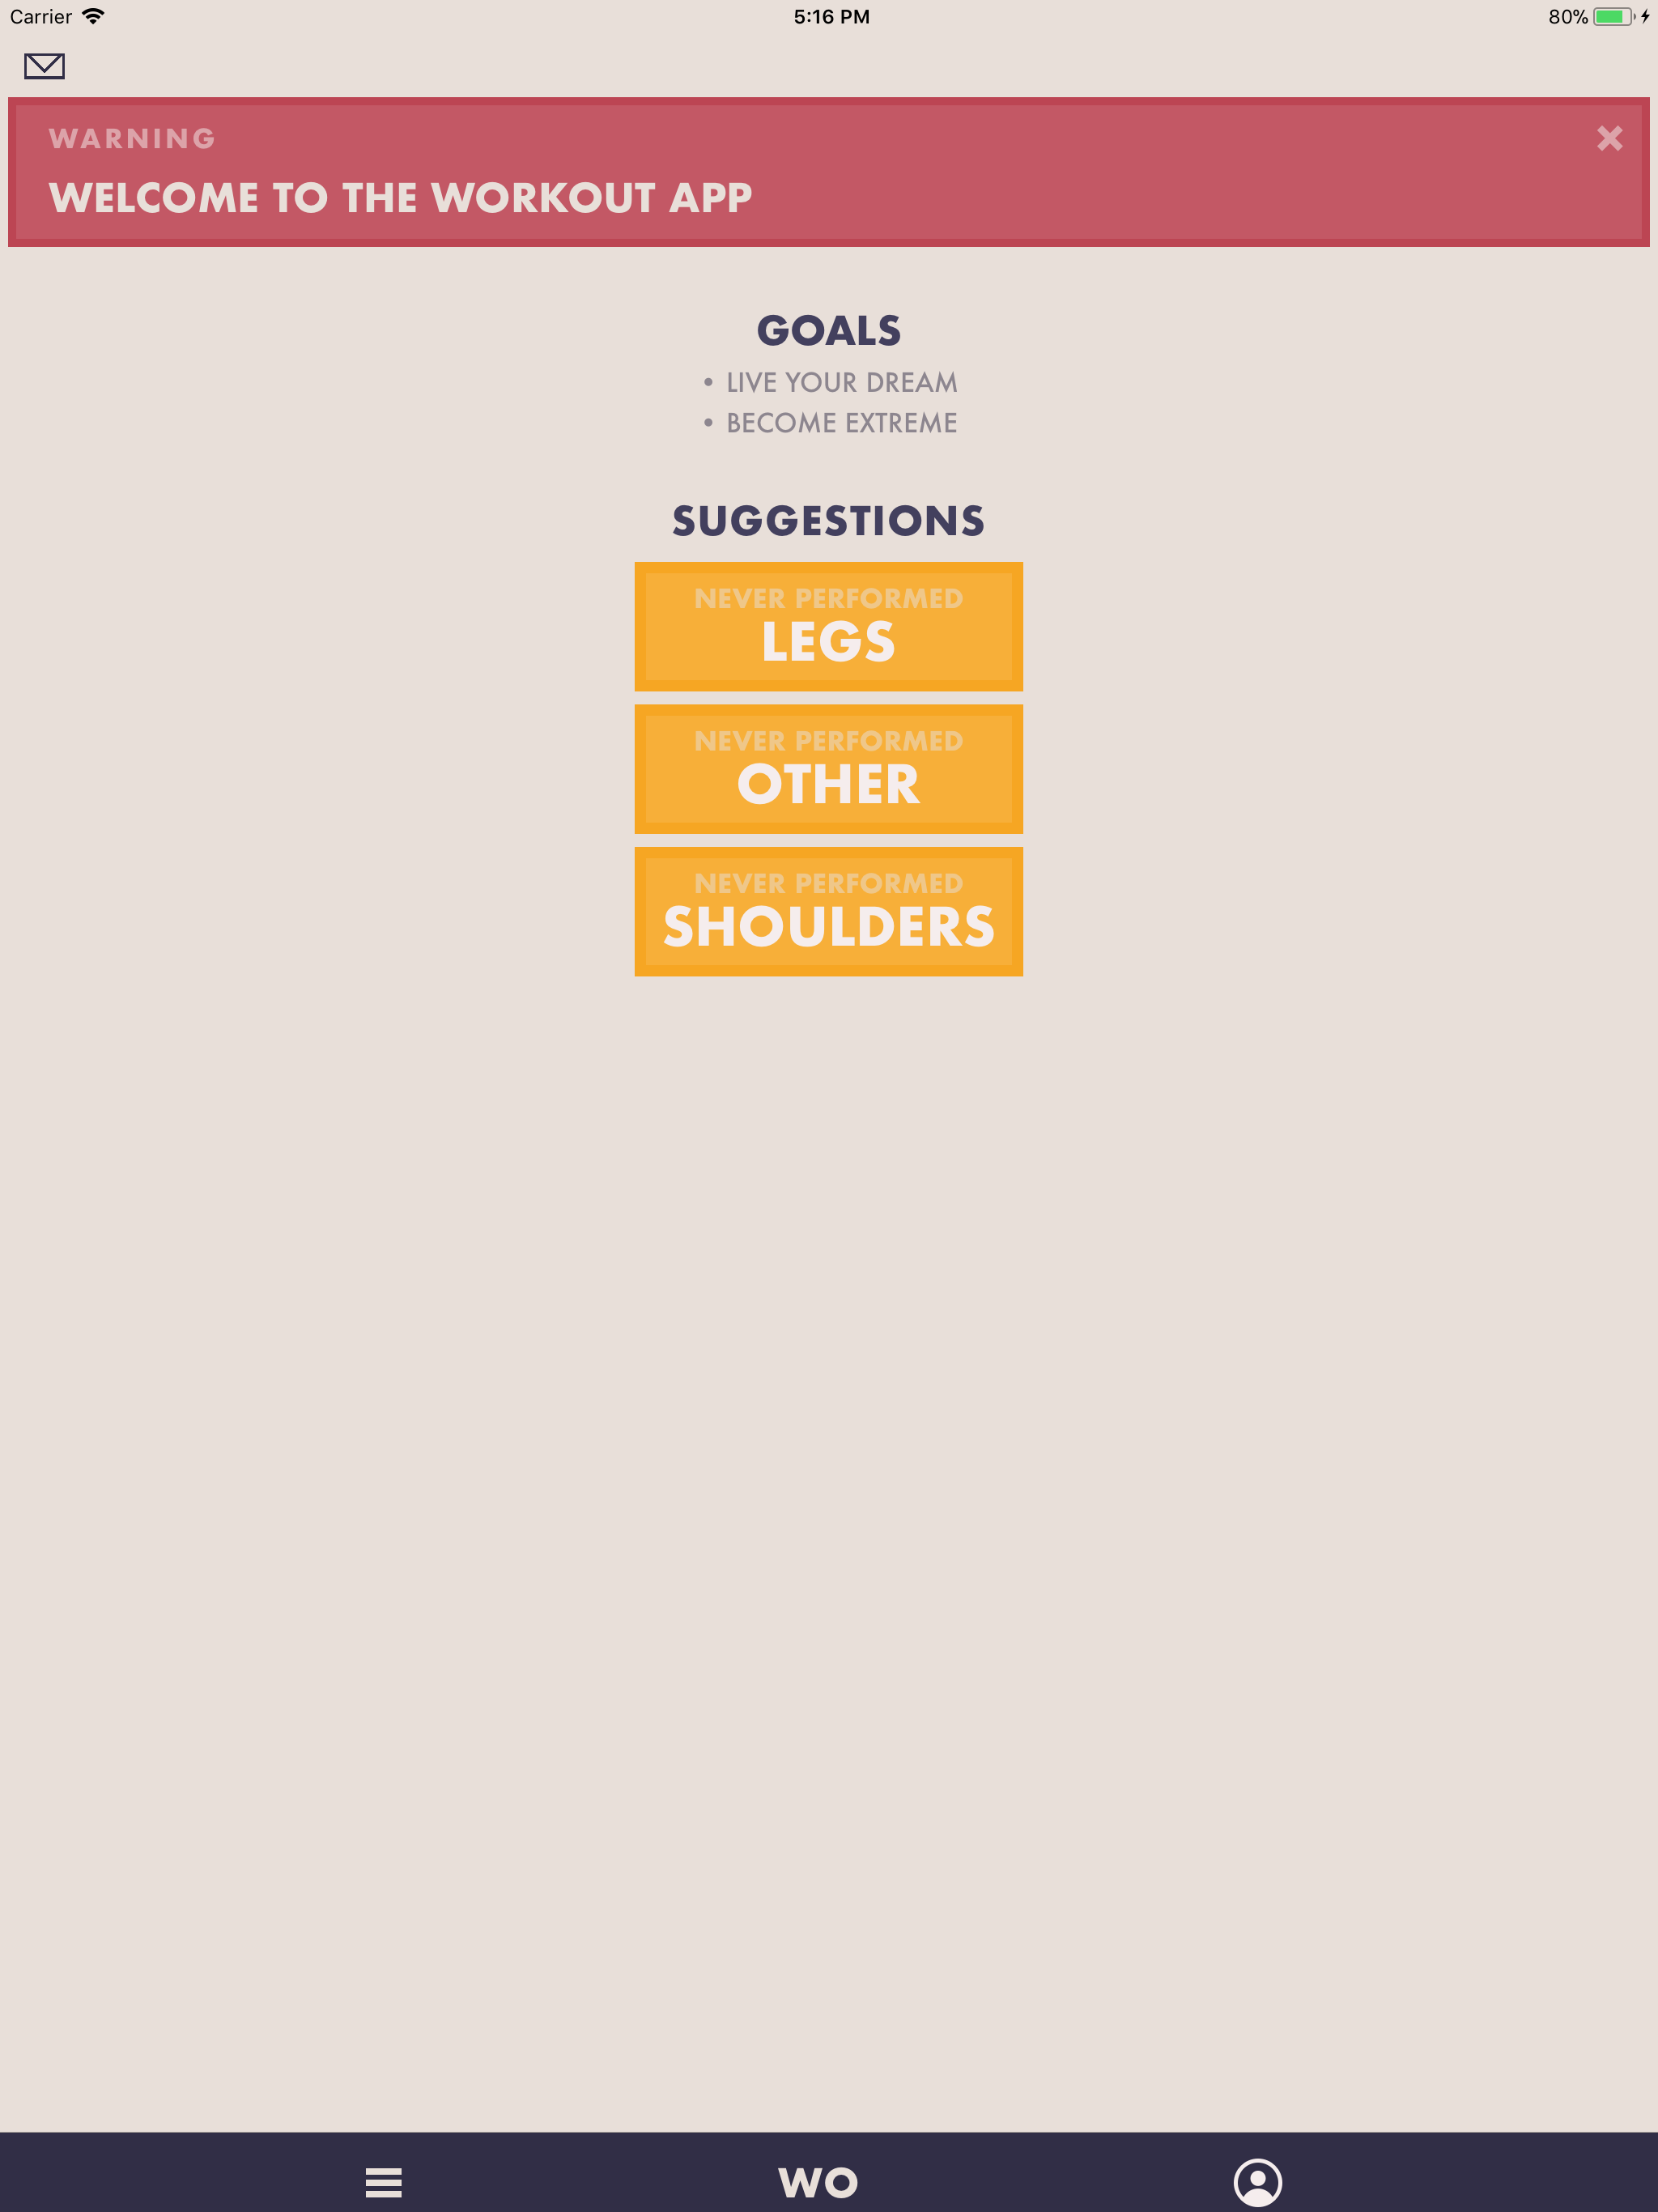 Carrier 5:16 PM 80%
WARNING
WELCOME TO THE WORKOUT APP
GOALS
• LIVE YOUR DREAM
• BECOME EXTREME
SUGGESTIONS
NEVER PERFORMED
LEGS
NEVER PERFORMED
OTHER
NEVER PERFORMED
SHOULDERS
WO